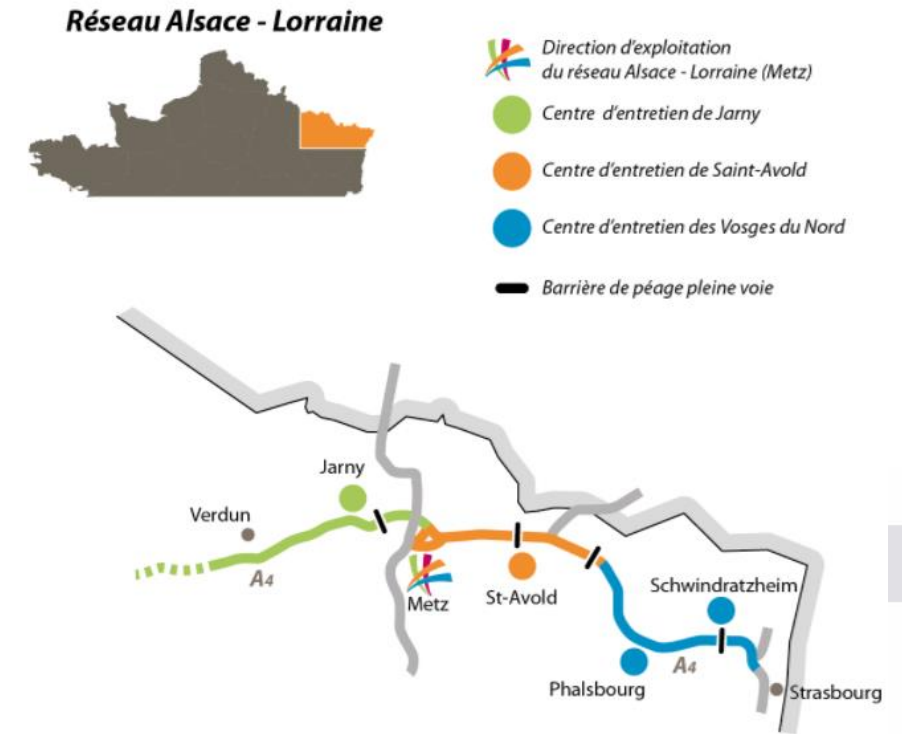 Réseau Alsace - Lorraine
Direction d'exploitation
du réseau Alsace - Lorraine (Metz)
Centre d'entretien de Jarny
Centre d'entretien de Saint-Avold
Centre d'entretien des Vosges du Nord
Barrière de péage pleine voie
Jarny
Verdun
A4
Metz
St-Avold
Schwindratzheim
A4
Phalsbourg
Strasbourg